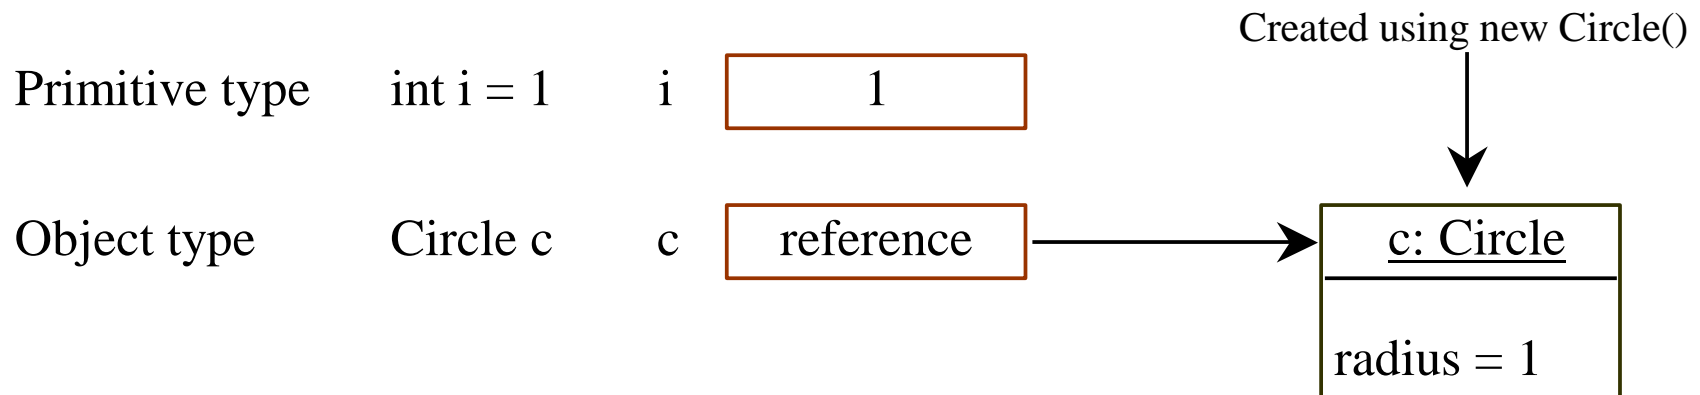 Created using new Circle()
Primitive type int i = 1 i 1
Object type Circle c c reference c: Circle
radius = 1